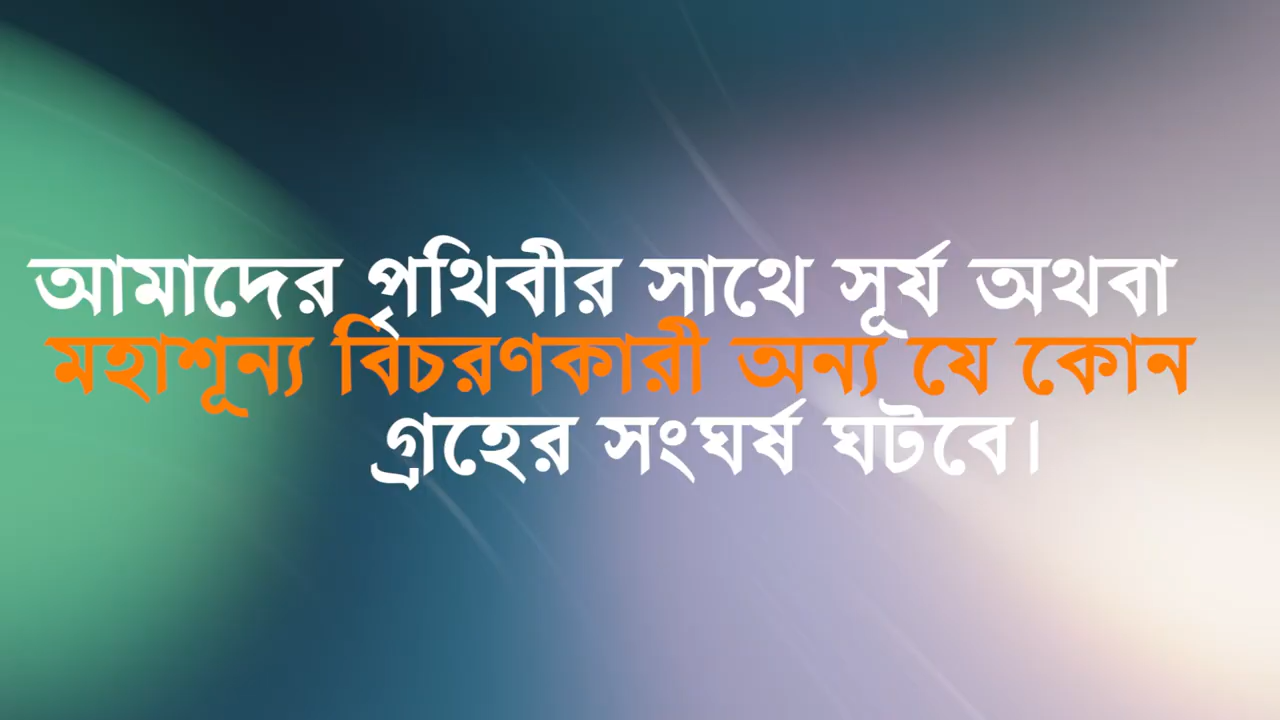 আমাদের পৃথিবীর সাথে সূর্য অথবা
মহাশূন্য বিচরণকারী অন্য যে কোন
গ্রহের সংঘর্ষ ঘটবে।